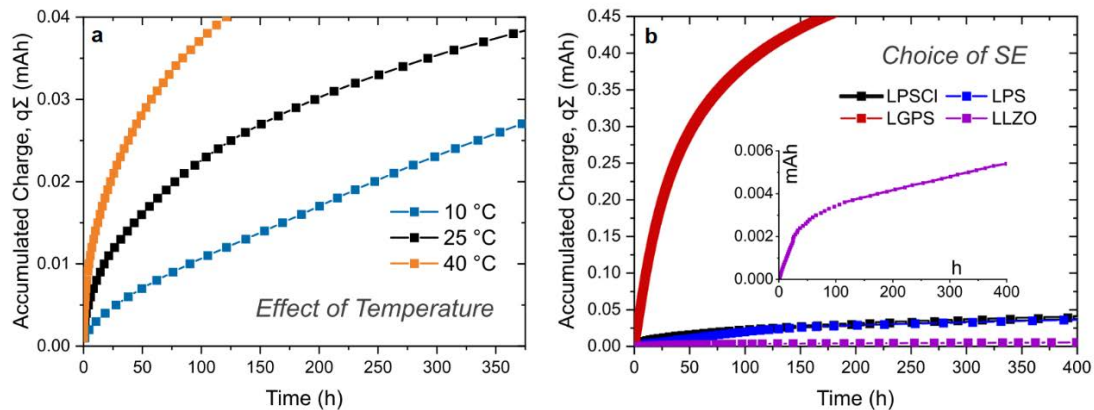 a
Accumulated Charge, qΣ (mAh)
0.04
0.03
0.02
0.01
0.00
10 °C
25 °C
40 °C
Effect of Temperature
0 50 100 150 200 250 300 350
Time (h)
b
Accumulated Charge, qΣ (mAh)
0.45
0.40
0.35
0.30
0.25
0.20
0.15
0.10
0.05
0.00
Choice of SE
LPSCl LPS
LGPS LLZO
mAh
0.006
0.004
0.002
0.000
h
0 100 200 300 400
0 50 100 150 200 250 300 350 400
Time (h)